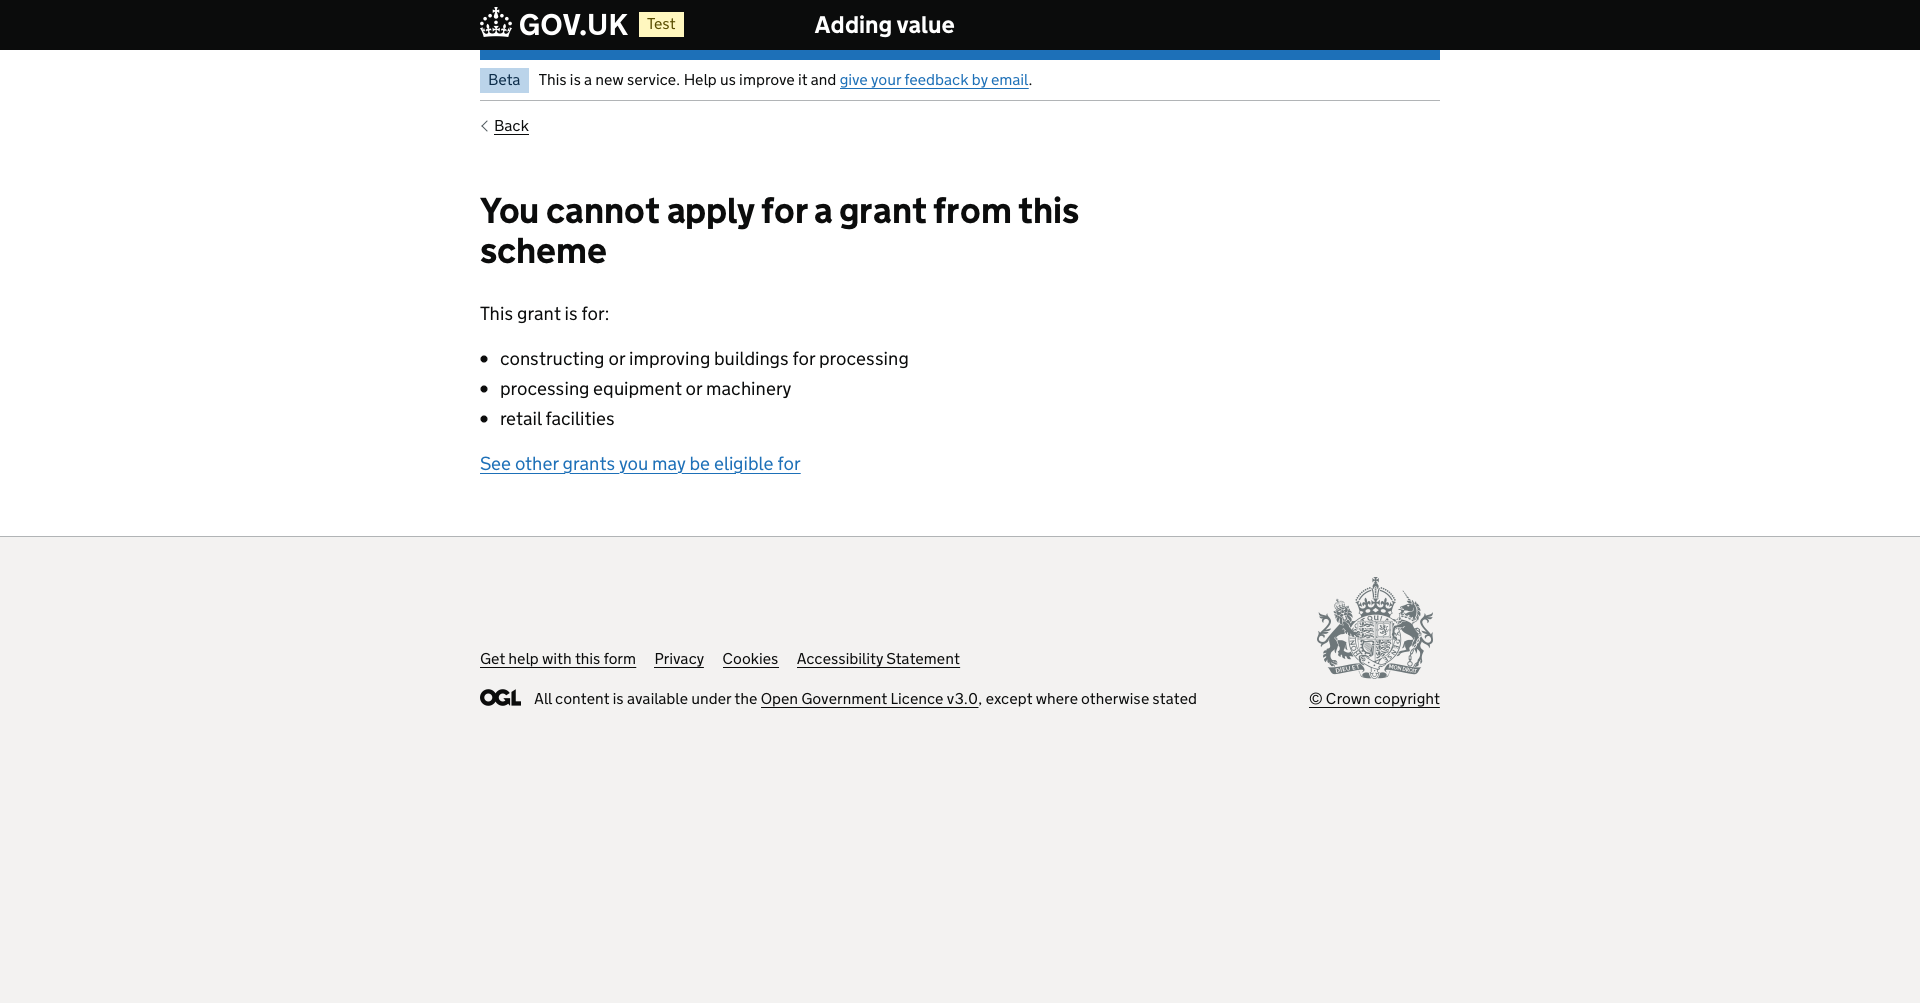 GOV.UK Test Adding value
Beta This is a new service. Help us improve it and give your feedback by email.
Back
You cannot apply for a grant from this
scheme
This grant is for:
constructing or improving buildings for processing
processing equipment or machinery
retail facilities
See other grants you may be eligible for
Get help with this form Privacy Cookies Accessibility Statement
OGL All content is available under the Open Government Licence v3.0, except where otherwise stated
© Crown copyright